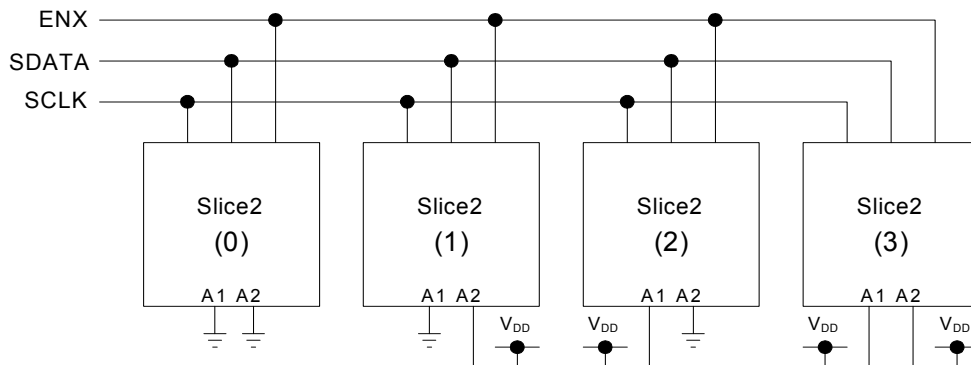 ENX
SDATA
SCLK
Slice2 Slice2 Slice2 Slice2
(0) (1) (2) (3)
A1 A2 A1 A2 A1 A2 A1 A2
VDD VDD VDD VDD